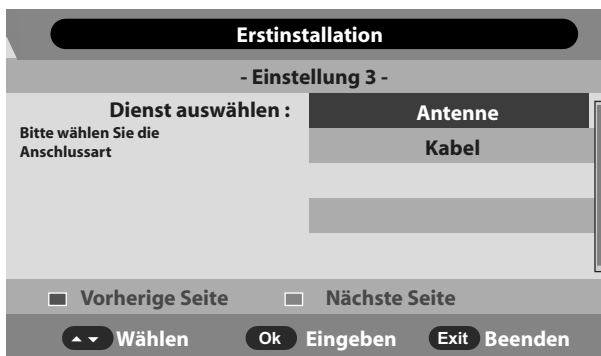 Erstinstallation
- Einstellung 3 -
Dienst auswählen :
Bitte wählen Sie die
Anschlussart
Antenne
Kabel
Vorherige Seite Nächste Seite
Wählen Ok Eingeben Exit Beenden